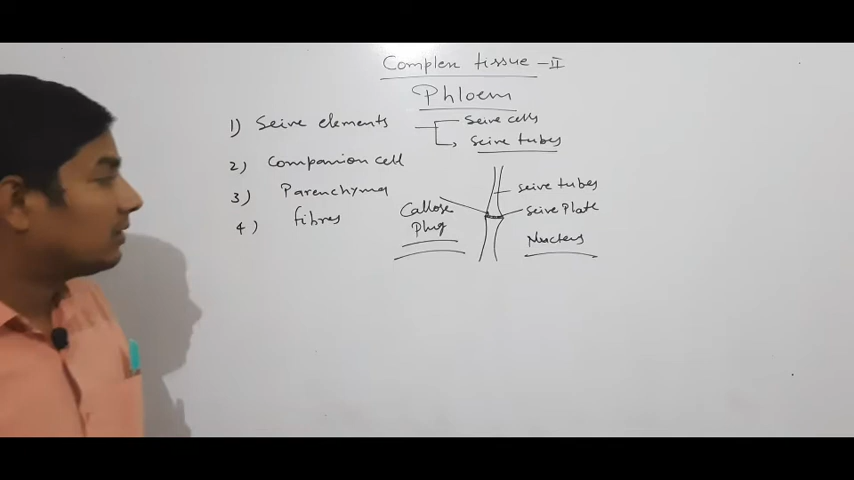 Complex tissue -II
Phloem
1) Seive elements
Seive cells
Seive tubes
2) Companion cell
3) Parenchyma
4) fibres
seive tubes
Seive Plate
Callose
Plug
Nucleus